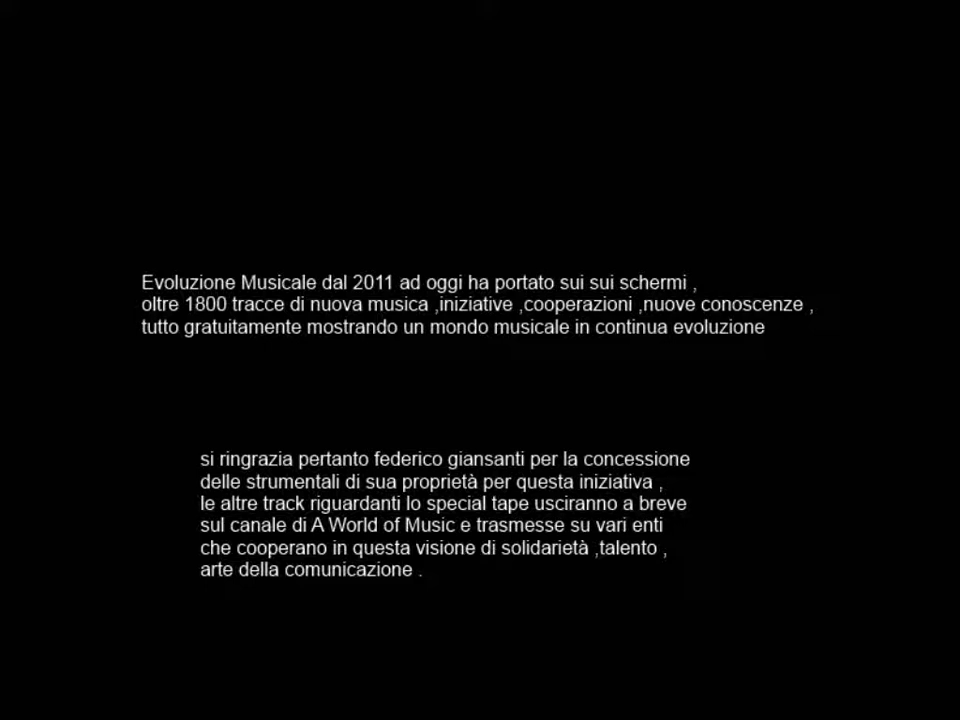 Evoluzione Musicale dal 2011 ad oggi ha portato sui sui schermi ,
oltre 1800 tracce di nuova musica ,iniziative ,cooperazioni ,nuove conoscenze ,
tutto gratuitamente mostrando un mondo musicale in continua evoluzione
si ringrazia pertanto federico giansanti per la concessione
delle strumentali di sua proprietà per questa iniziativa ,
le altre track riguardanti lo special tape usciranno a breve
sul canale di A World of Music e trasmesse su vari enti
che cooperano in questa visione di solidarietà ,talento ,
arte della comunicazione .